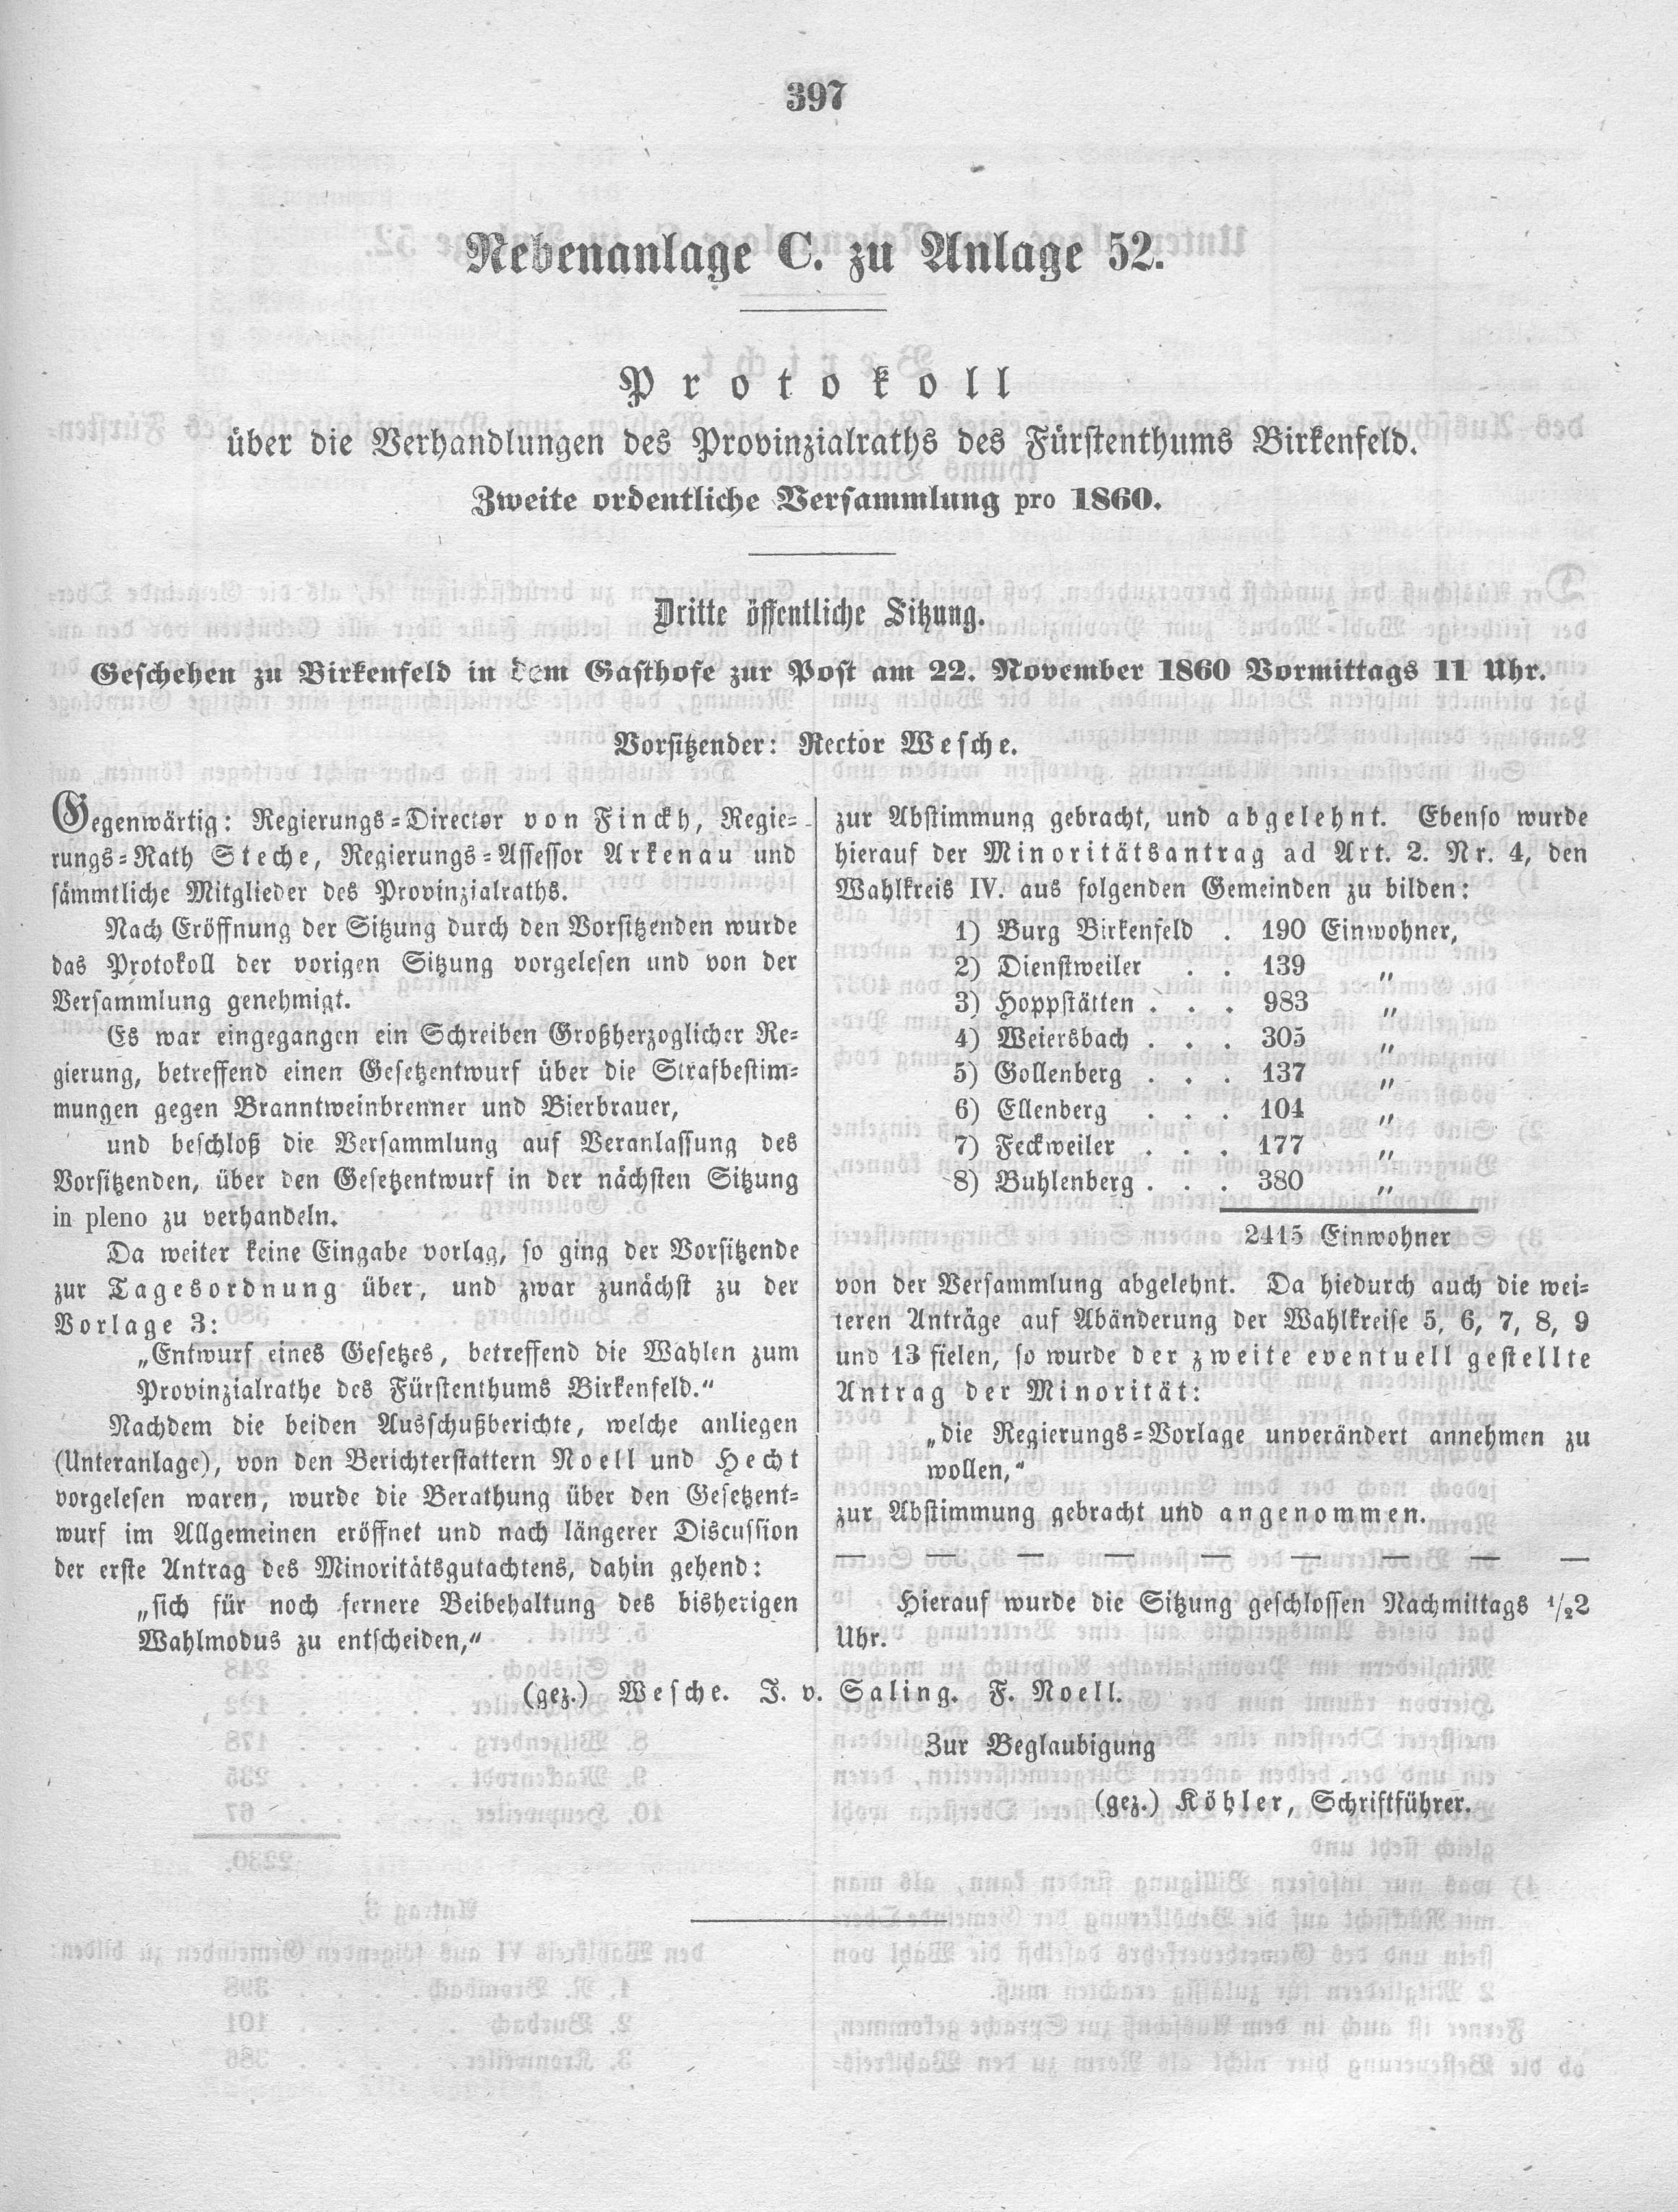 397
Nebenanlage C. zu Anlage 52.
Protokoll
über die Verhandlungen des Provinzialraths des Fürstenthums Birkenfeld.
Zweite ordentliche Versammlung pro 1860.
Dritte öffentliche Sitzung.
Geschehen zu Birkenfeld in dem Gasthofe zur Post am 22. November 1860 Vormittags 11 Uhr.
Vorsitzender: Rector Wesche.
Gegenwärtig: Regierungs-Director von Finckh, Regie-
rungs-Rath Steche, Regierungs-Assessor Arkenau und
sämmtliche Mitglieder des Provinzialraths.
Nach Eröffnung der Sitzung durch den Vorsitzenden wurde
das Protokoll der vorigen Sitzung vorgelesen und von der
Versammlung genehmigt.
Es war eingegangen ein Schreiben Großherzoglicher Re-
gierung, betreffend einen Gesetzentwurf über die Strafbestim-
mungen gegen Branntweinbrenner und Bierbrauer,
und beschloß die Versammlung auf Veranlassung des
Vorsitzenden, über den Gesetzentwurf in der nächsten Sitzung
in pleno zu verhandeln.
Da weiter keine Eingabe vorlag, so ging der Vorsitzende
zur Tagesordnung über, und zwar zunächst zu der
Vorlage 3:
„Entwurf eines Gesetzes, betreffend die Wahlen zum
Provinzialrathe des Fürstenthums Birkenfeld.“
Nachdem die beiden Ausschußberichte, welche anliegen
(Unteranlage), von den Berichterstattern Noell und Hecht
vorgelesen waren, wurde die Berathung über den Gesetzent-
wurf im Allgemeinen eröffnet und nach längerer Discussion
der erste Antrag des Minoritätsgutachtens, dahin gehend:
„sich für noch fernere Beibehaltung des bisherigen
Wahlmodus zu entscheiden,“
zur Abstimmung gebracht, und abgelehnt. Ebenso wurde
hierauf der Minoritätsantrag ad Art. 2. Nr. 4, den
Wahlkreis IV. aus folgenden Gemeinden zu bilden:
1) Burg Birkenfeld . 190 Einwohner,
2) Dienstweiler . . 139 „
3) Hoppstätten . . . 983 „
4) Weiersbach . . . 305 „
5) Gollenberg . . . 137 „
6) Ellenberg . . . 104 „
7) Feckweiler . . . 177 „
8) Buhlenberg . . . 380 „
2415 Einwohner
von der Versammlung abgelehnt. Da hiedurch auch die wei-
teren Anträge auf Abänderung der Wahlkreise 5, 6, 7, 8, 9
und 13 fielen, so wurde der zweite eventuell gestellte
Antrag der Minorität:
„die Regierungs-Vorlage unverändert annehmen zu
wollen,“
zur Abstimmung gebracht und angenommen.
— — — — — — — — —
Hierauf wurde die Sitzung geschlossen Nachmittags ½2
Uhr.
(gez.) Wesche. J. v. Saling. F. Noell.
Zur Beglaubigung
(gez.) Köhler, Schriftführer.